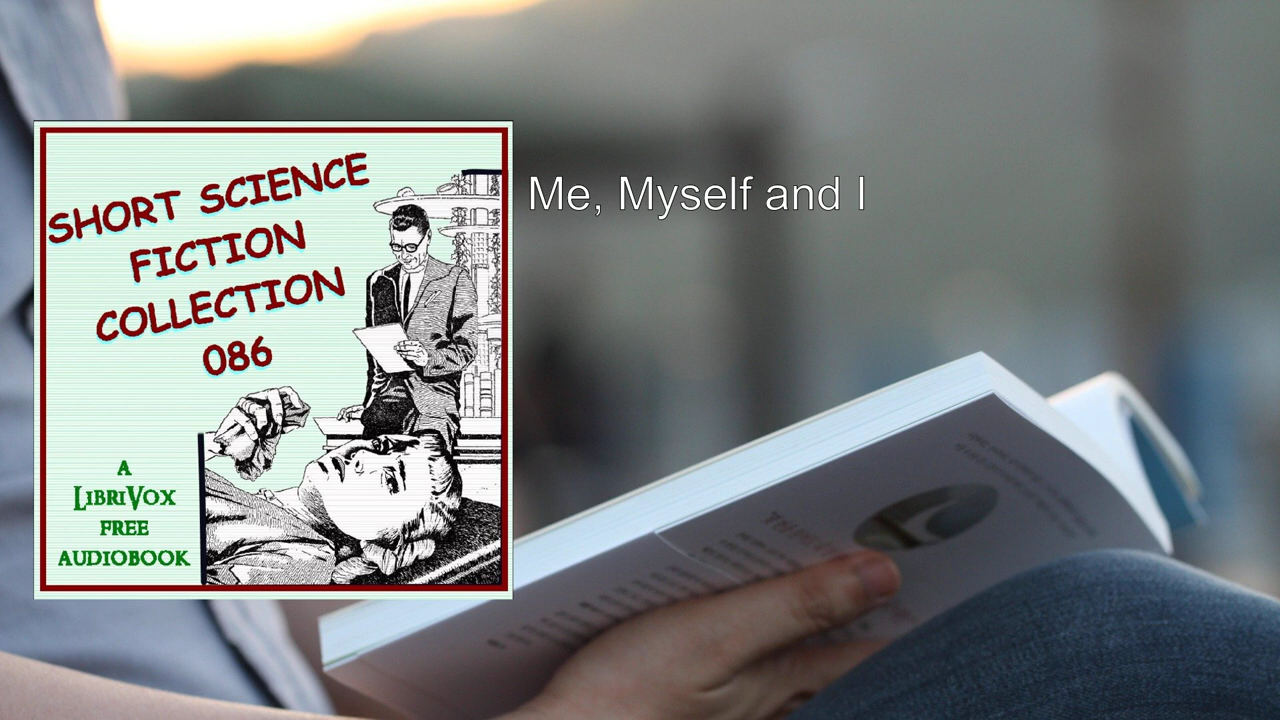 SHORT SCIENCE
FICTION
COLLECTION
086
A
LIBRIVOX
FREE
AUDIOBOOK
Me, Myself and I